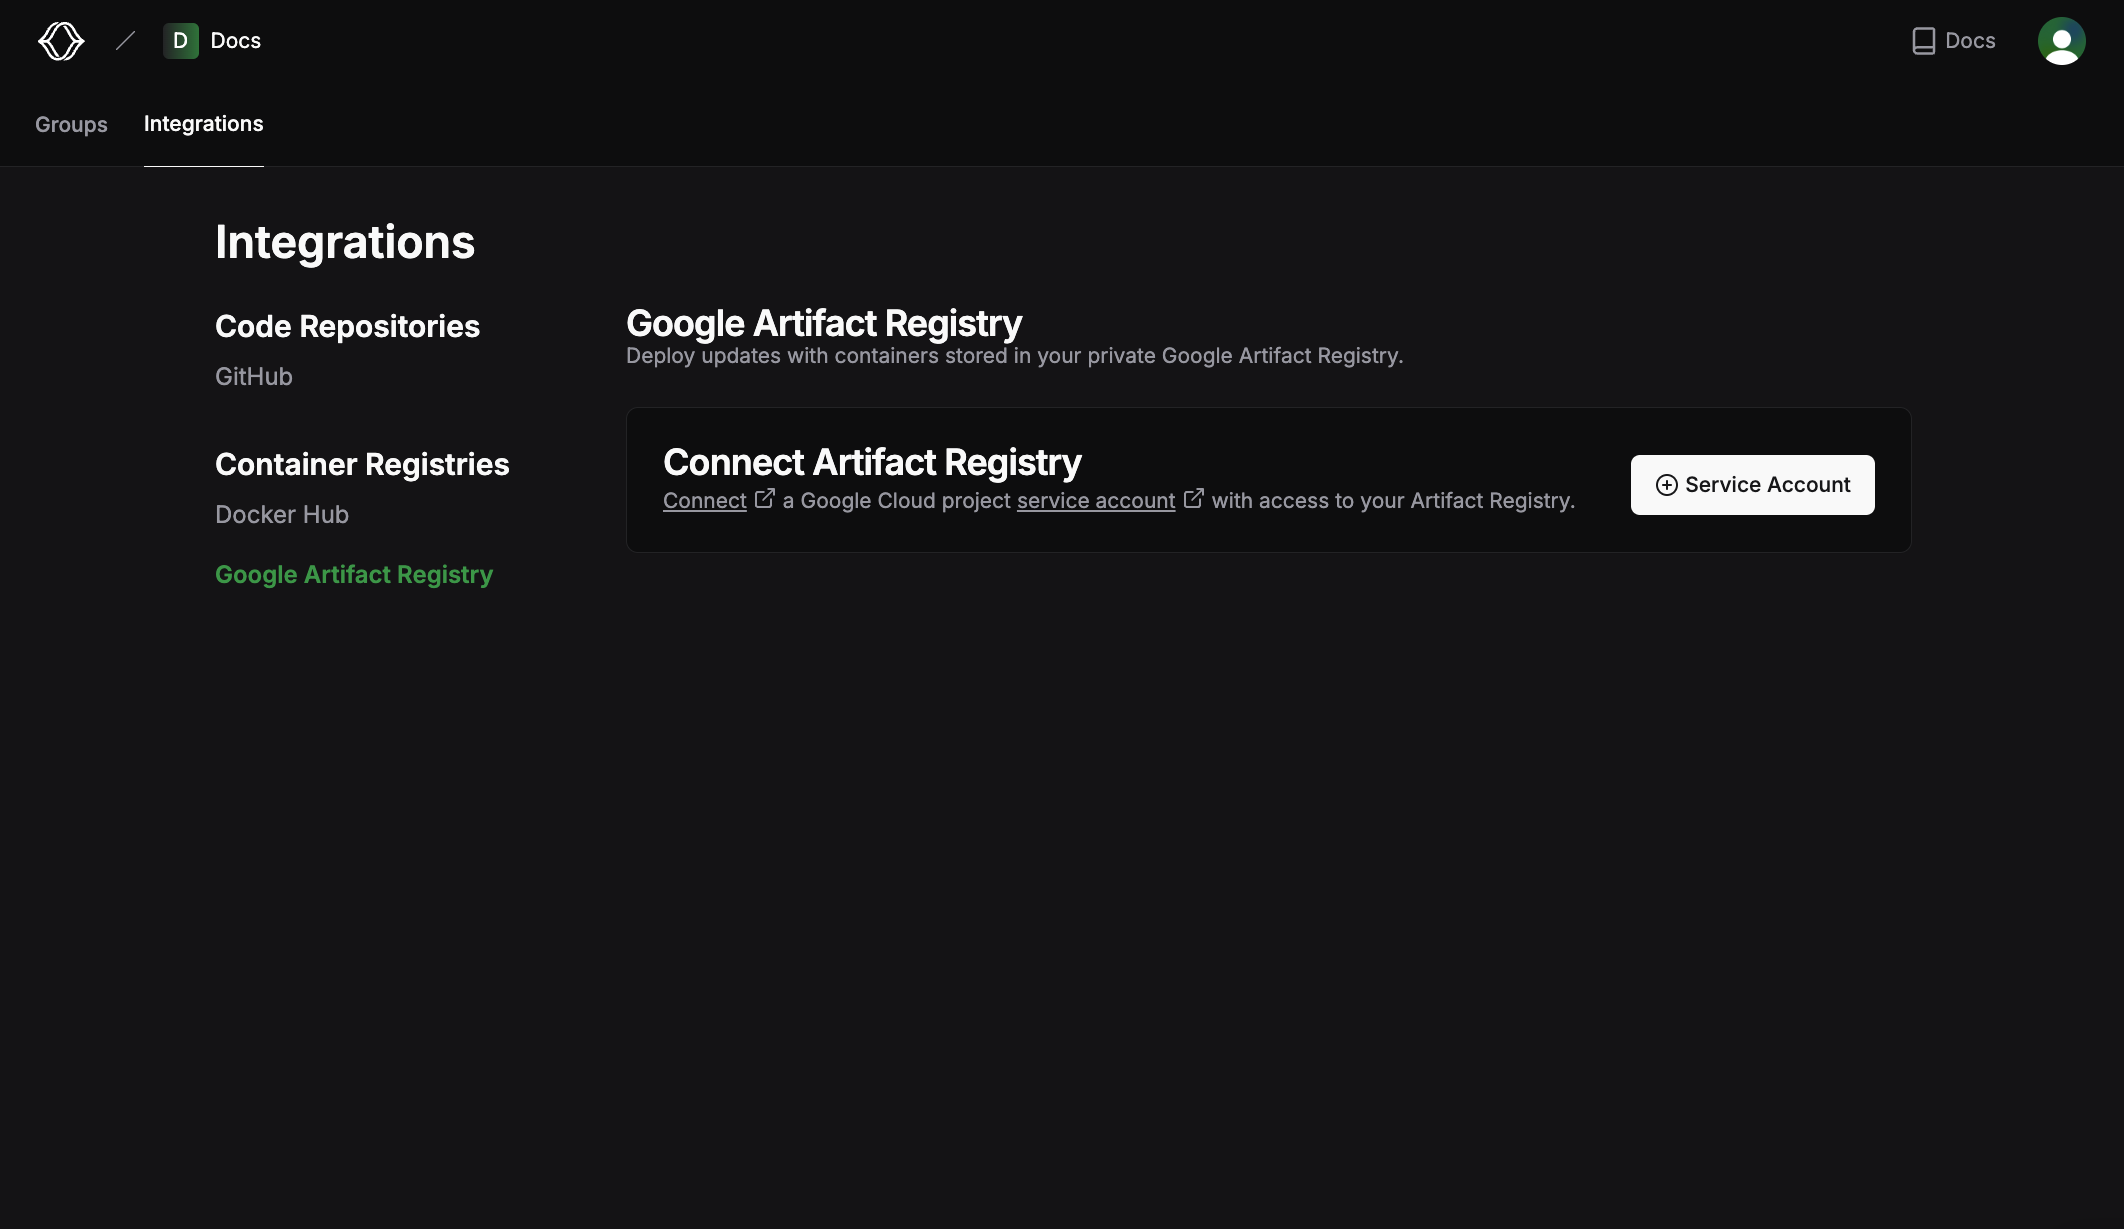 D Docs
Docs
Groups
Integrations
Integrations
Code Repositories
GitHub
Container Registries
Docker Hub
Google Artifact Registry
Google Artifact Registry
Deploy updates with containers stored in your private Google Artifact Registry.
Connect Artifact Registry
Connect a Google Cloud project service account with access to your Artifact Registry.
Service Account